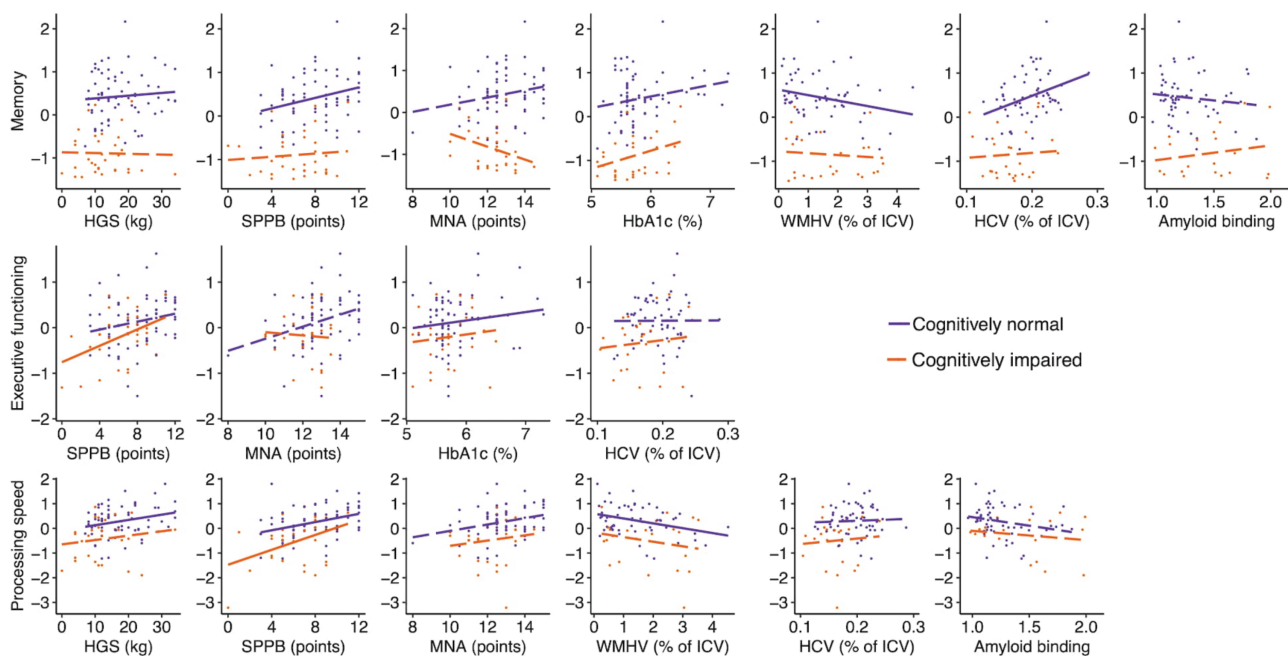 Memory
2
1
0
−1
0 10 20 30
HGS (kg)
2
1
0
−1
0 4 8 12
SPPB (points)
2
1
0
−1
8 10 12 14
MNA (points)
2
1
0
−1
5 6 7
HbA1c (%)
2
1
0
−1
0 1 2 3 4
WMHV (% of ICV)
2
1
0
−1
0.1 0.2 0.3
HCV (% of ICV)
2
1
0
−1
1.0 1.5 2.0
Amyloid binding
Executive functioning
1
0
−1
−2
0 4 8 12
SPPB (points)
1
0
−1
−2
8 10 12 14
MNA (points)
1
0
−1
−2
5 6 7
HbA1c (%)
1
0
−1
−2
0.1 0.2 0.3
HCV (% of ICV)
Cognitively normal
Cognitively impaired
Processing speed
2
1
0
−1
−2
−3
0 10 20 30
HGS (kg)
2
1
0
−1
−2
−3
0 4 8 12
SPPB (points)
2
1
0
−1
−2
−3
8 10 12 14
MNA (points)
2
1
0
−1
−2
−3
0 1 2 3 4
WMHV (% of ICV)
2
1
0
−1
−2
−3
0.1 0.2 0.3
HCV (% of ICV)
2
1
0
−1
−2
−3
1.0 1.5 2.0
Amyloid binding